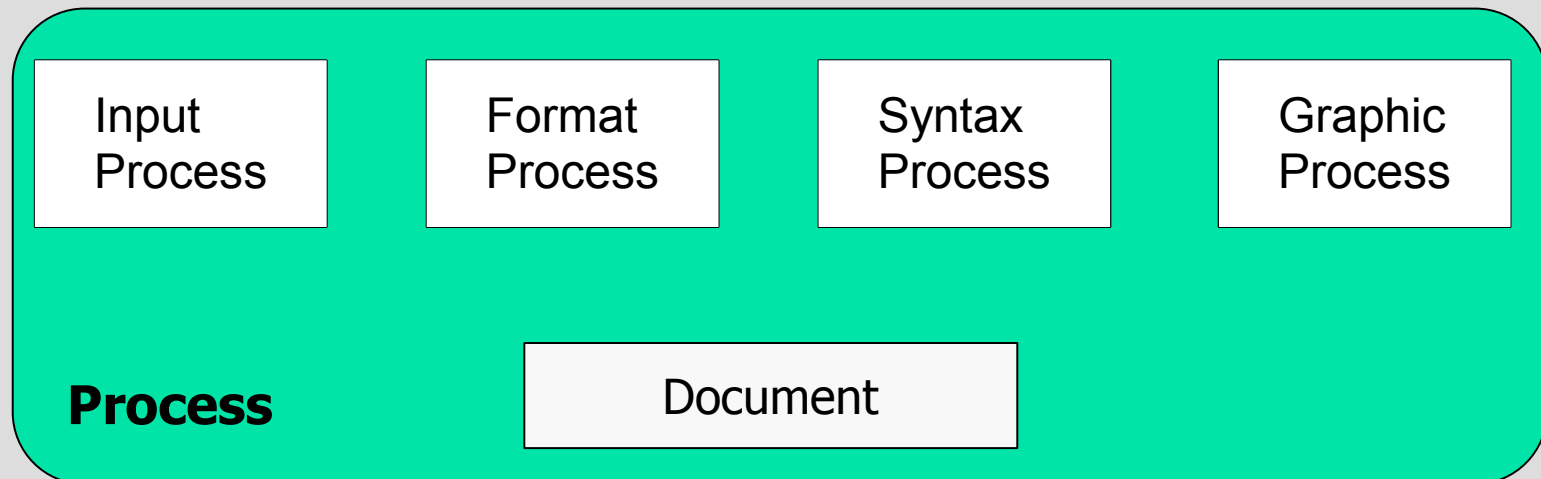 Input
Process
Format
Process
Syntax
Process
Graphic
Process
Process
Document